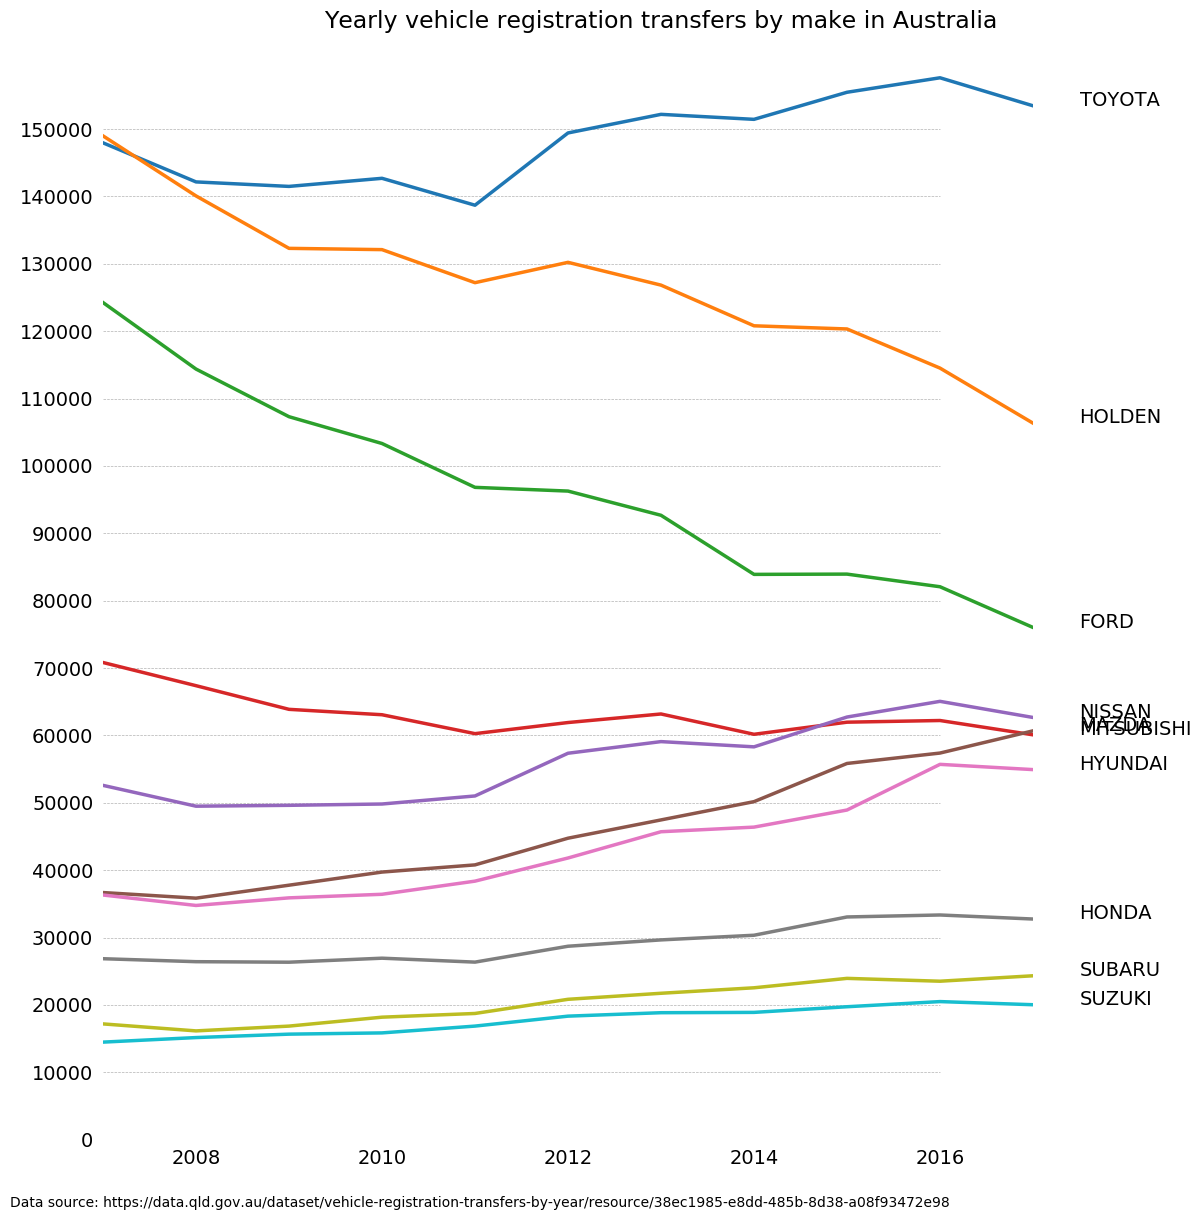 Yearly vehicle registration transfers by make in Australia
TOYOTA
150000
140000
130000
120000
110000
HOLDEN
100000
90000
80000
FORD
70000
NISSAN
MAZDA
MITSUBISHI
60000
HYUNDAI
50000
40000
HONDA
30000
SUBARU
SUZUKI
20000
10000
0
2008 2010 2012 2014 2016
Data source: https://data.qld.gov.au/dataset/vehicle-registration-transfers-by-year/resource/38ec1985-e8dd-485b-8d38-a08f93472e98